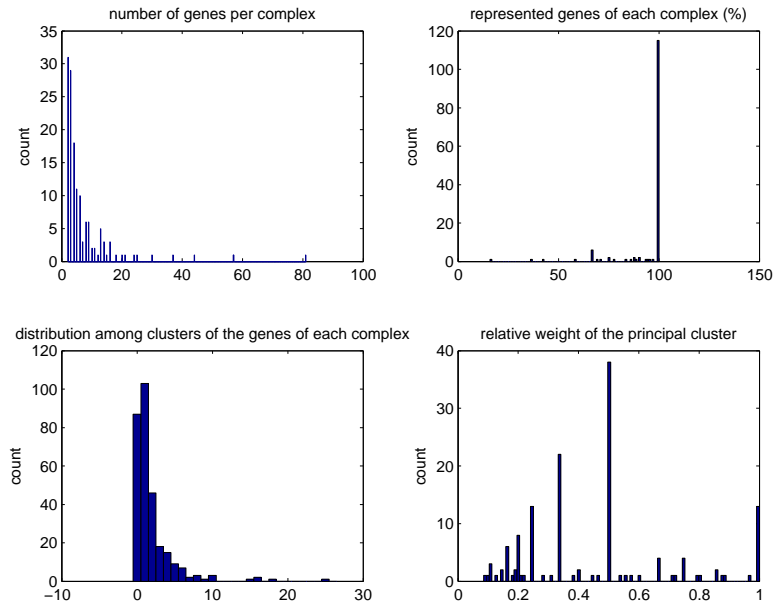 number of genes per complex
35
30
25
20
15
10
5
0
count
0 20 40 60 80 100
represented genes of each complex (%)
120
100
80
60
40
20
0
count
0 50 100 150
distribution among clusters of the genes of each complex
120
100
80
60
40
20
0
count
−10 0 10 20 30
relative weight of the principal cluster
40
30
20
10
0
count
0 0.2 0.4 0.6 0.8 1